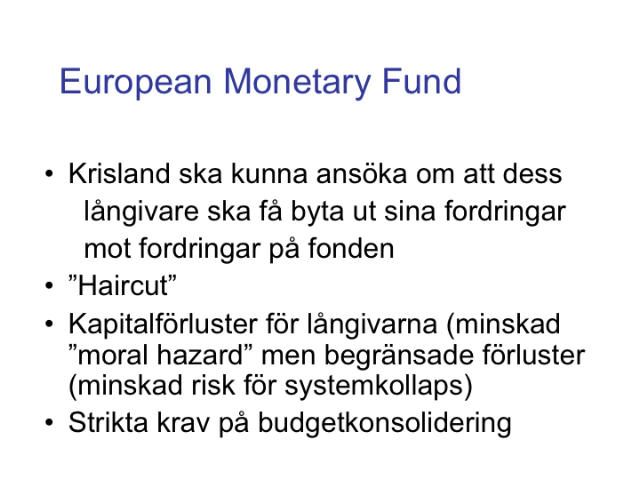 European Monetary Fund
• Krisland ska kunna ansöka om att dess
långivare ska få byta ut sina fordringar
mot fordringar på fonden
• ”Haircut”
• Kapitalförluster för långivarna (minskad
”moral hazard” men begränsade förluster
(minskad risk för systemkollaps)
• Strikta krav på budgetkonsolidering